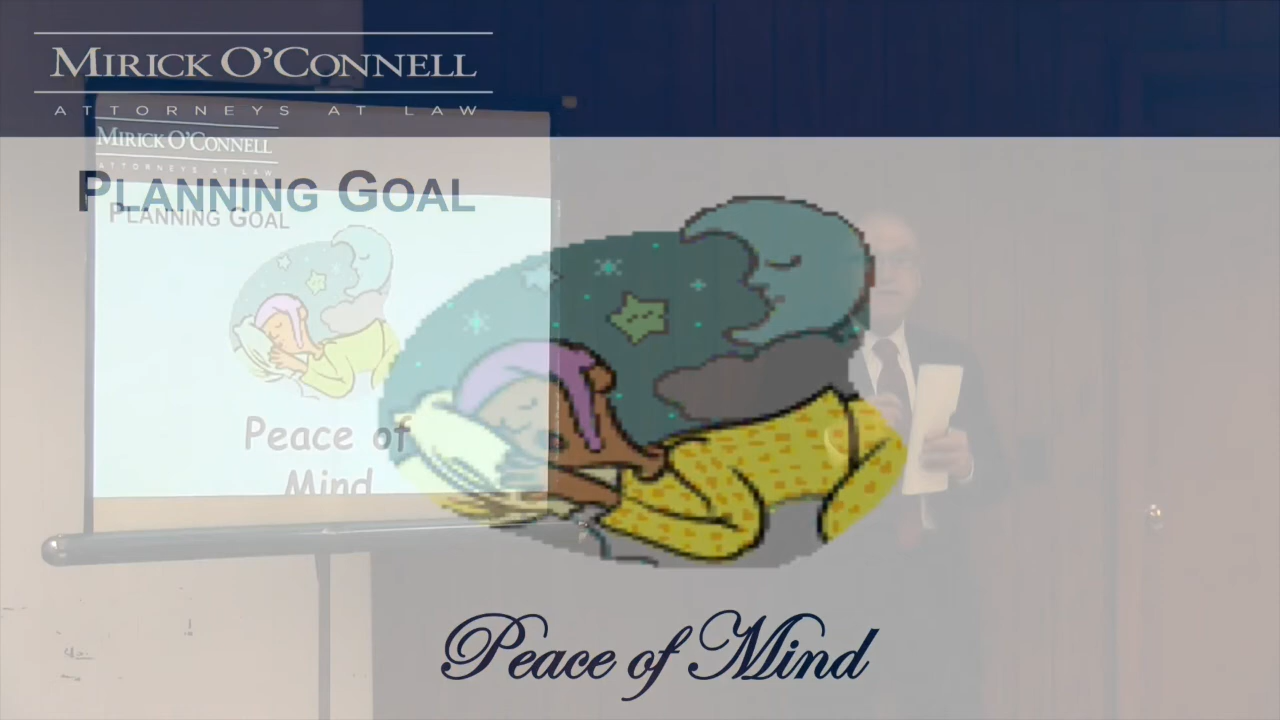 MIRICK O'CONNELL
ATTORNEYS AT LAW
MIRICK O'CONNELL
ATTORNEYS AT LAW
PLANNING GOAL
PLANNING GOAL
Peace of
Mind
Peace of Mind